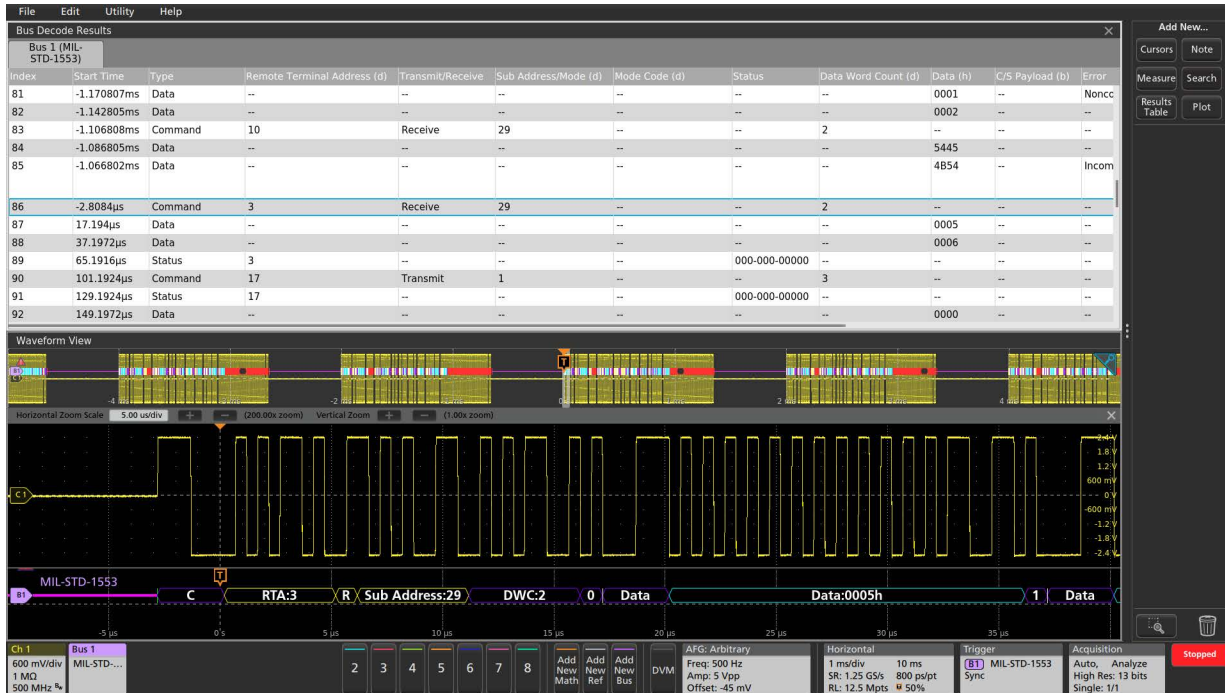 File Edit Utility Help
Add New...
Cursors Note
Measure Search
Results Table Plot
Bus Decode Results
Bus 1 (MIL-STD-1553)
Index Start Time Type Remote Terminal Address (d) Transmit/Receive Sub Address/Mode (d) Mode Code (d) Status Data Word Count (d) Data (h) C/S Payload (b) Error
81 -1.170807ms Data -- -- -- -- -- -- 0001 -- Nonco
82 -1.142805ms Data -- -- -- -- -- -- 0002 -- --
83 -1.106808ms Command 10 Receive 29 -- -- 2 -- -- --
84 -1.086805ms Data -- -- -- -- -- -- 5445 -- --
85 -1.066802ms Data -- -- -- -- -- -- 4B54 -- Incom
86 -2.8084µs Command 3 Receive 29 -- -- 2 -- -- --
87 17.194µs Data -- -- -- -- -- -- 0005 -- --
88 37.1972µs Data -- -- -- -- -- -- 0006 -- --
89 65.1916µs Status 3 -- -- -- 000-000-00000 -- -- -- --
90 101.1924µs Command 17 Transmit 1 -- -- 3 -- -- --
91 129.1924µs Status 17 -- -- -- 000-000-00000 -- -- -- --
92 149.1972µs Data -- -- -- -- -- -- 0000 -- --
Waveform View
T
B1
Horizontal Zoom Scale 5.00 us/div + - (200.00x zoom) Vertical Zoom + - (1.00x zoom)
2.4 V
1.8 V
1.2 V
600 mV
C1 0 V
-600 mV
-1.2 V
-1.8 V
-2.4 V
MIL-STD-1553
T
B1 C RTA:3 R Sub Address:29 DWC:2 0 Data Data:0005h 1 Data
-5 µs 0 s 5 µs 10 µs 15 µs 20 µs 25 µs 30 µs 35 µs
Ch 1
600 mV/div
1 MΩ
500 MHz
Bus 1
MIL-STD-...
2 3 4 5 6 7 8
Add New Math
Add New Ref
Add New Bus
DVM
AFG: Arbitrary
Freq: 500 Hz
Amp: 5 Vpp
Offset: -45 mV
Horizontal
1 ms/div 10 ms
SR: 1.25 GS/s 800 ps/pt
RL: 12.5 Mpts 50%
Trigger
B1 MIL-STD-1553
Sync
Acquisition
Auto, Analyze
High Res: 13 bits
Single: 1/1
Stopped